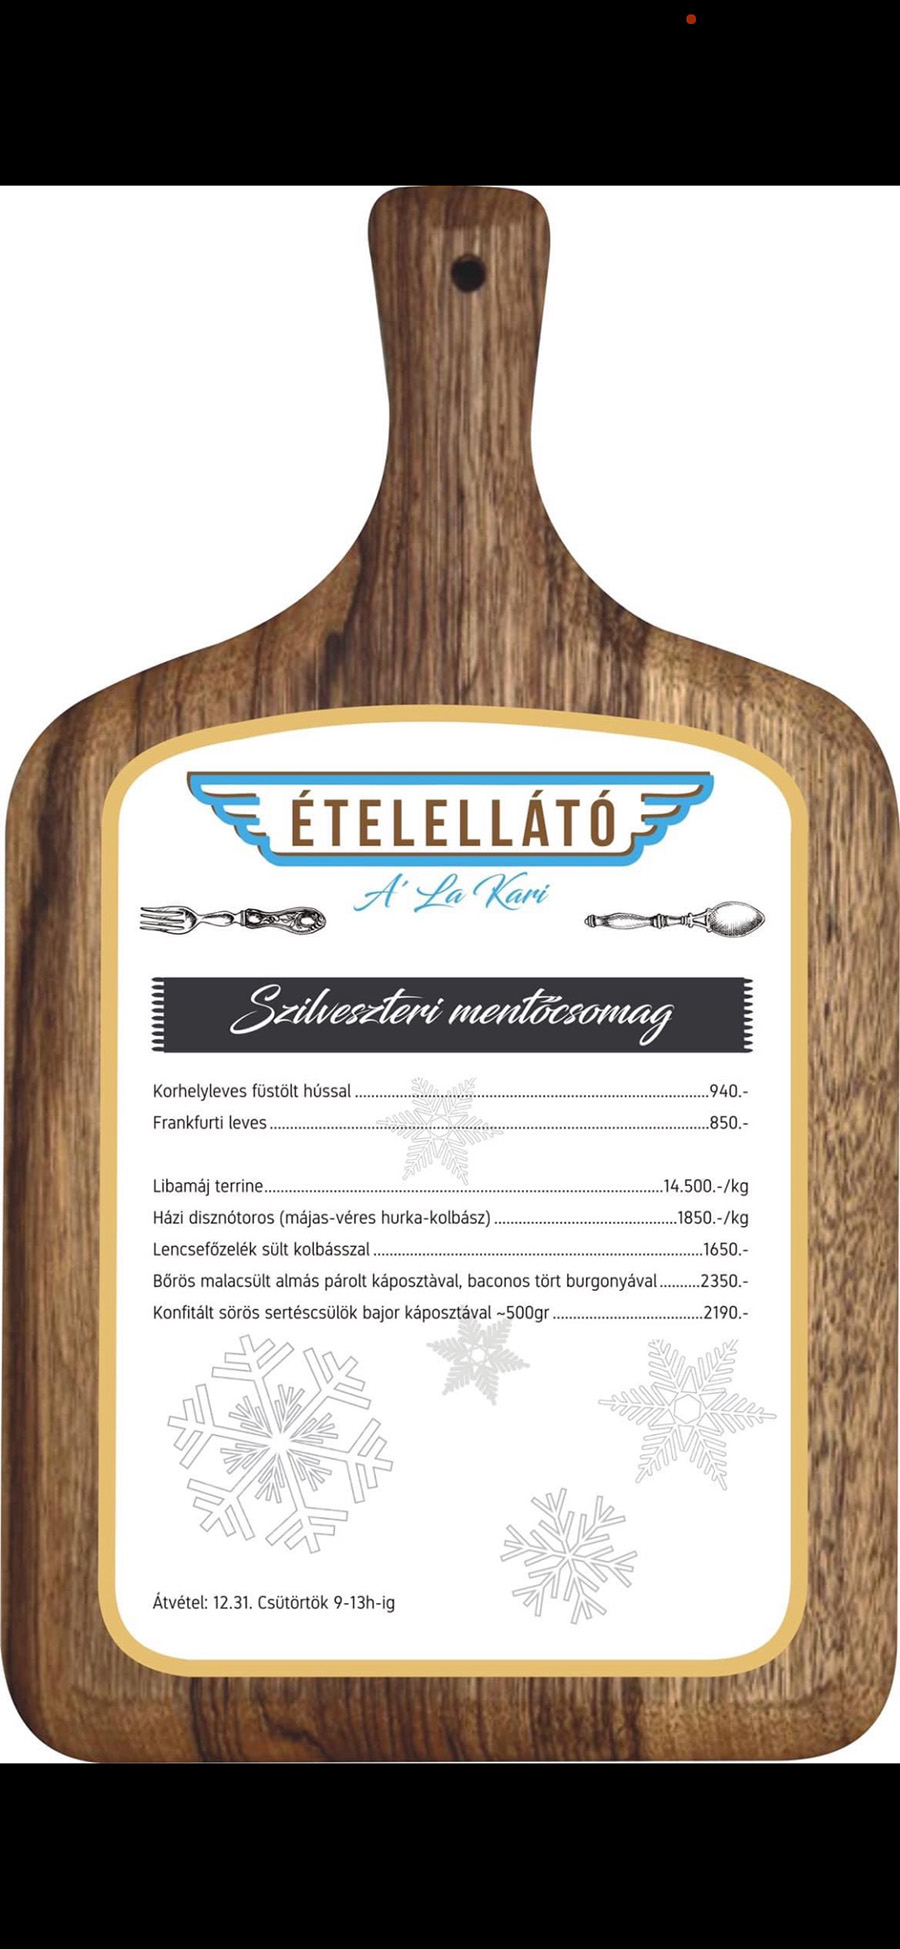 ÉTELELLÁTÓ
A' La Kari
Szilveszteri mentőcsomag
Korhelyleves füstölt hússal ........ 940.-
Frankfurti leves ........ 850.-
Libamáj terrine ........ 14.500.-/kg
Házi disznótoros (májas-véres hurka-kolbász) ........ 1850.-/kg
Lencsefőzelék sült kolbásszal ........ 1650.-
Bőrös malacsült almás párolt káposztàval, baconos tört burgonyával ........ 2350.-
Konfitált sörös sertéscsülök bajor káposztával ~500gr ........ 2190.-
Átvétel: 12.31. Csütörtök 9-13h-ig